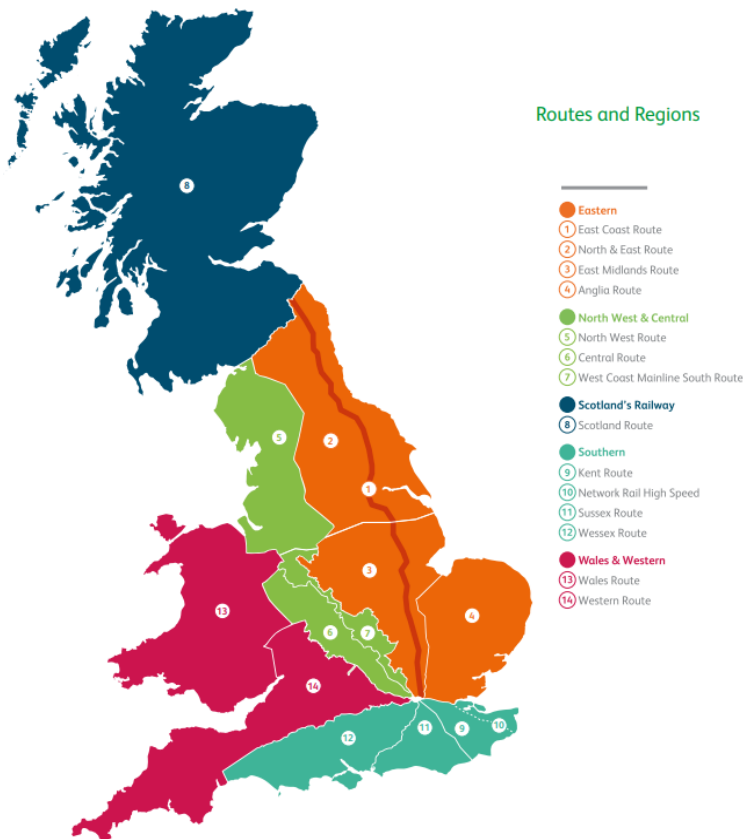 Routes and Regions
Eastern
1 East Coast Route
2 North & East Route
3 East Midlands Route
4 Anglia Route
North West & Central
5 North West Route
6 Central Route
7 West Coast Mainline South Route
Scotland's Railway
8 Scotland Route
Southern
9 Kent Route
10 Network Rail High Speed
11 Sussex Route
12 Wessex Route
Wales & Western
13 Wales Route
14 Western Route
8
5
2
1
3
13
4
6
7
14
12
11
9
10